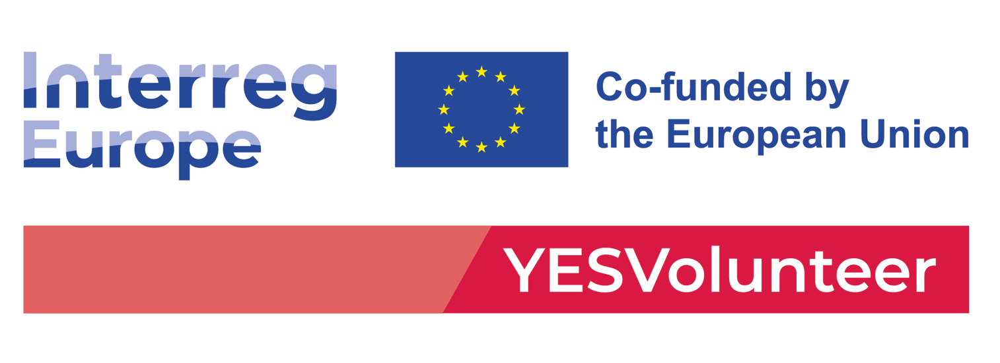 Interreg
Europe
Co-funded by
the European Union
YESVolunteer